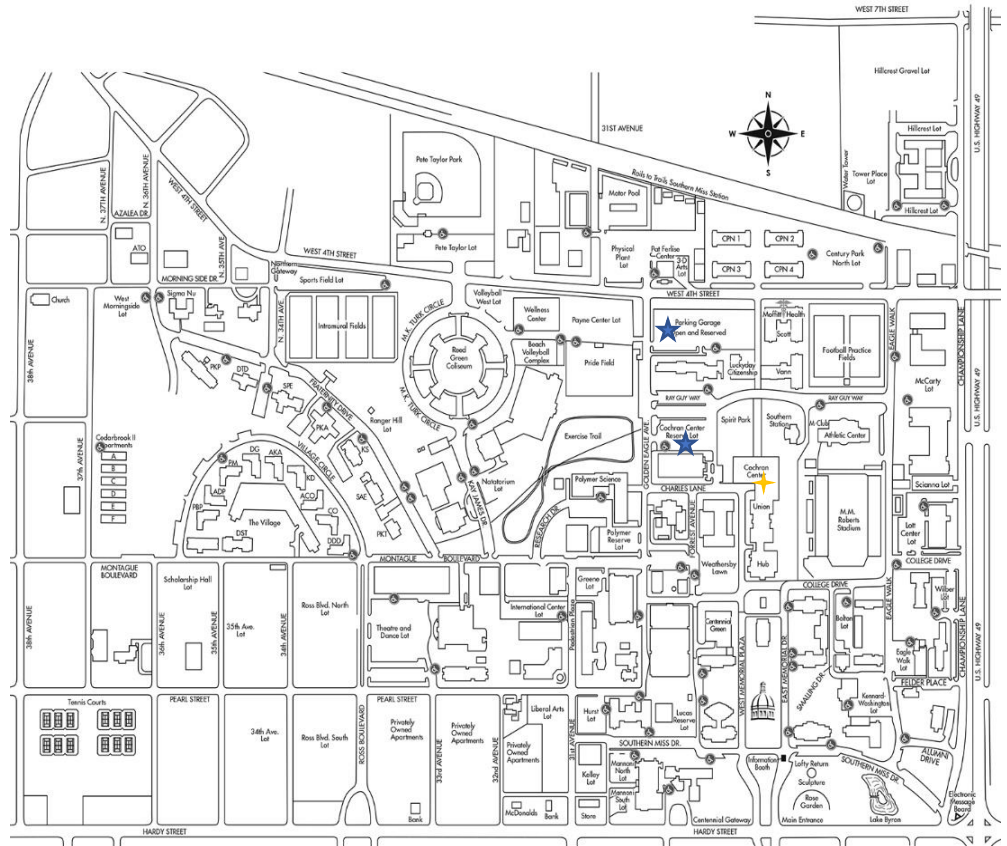 WEST 7TH STREET
Hillcrest Gravel Lot
U.S. HIGHWAY 49
N
W
E
S
31ST AVENUE
Hillcrest Lot
Water Tower
Tower Place
Lot
Hillcrest Lot
Rails to Trails Southern Miss Station
Pete Taylor Park
Motor Pool
N. 37TH AVENUE
N. 36TH AVENUE
WEST 4TH STREET
AZALEA DR.
N. 35TH AVE.
ATO
Pete Taylor Lot
Physical
Plant
Lot
Pat Ferlise
Center
3-D
Arts
Lot
CPN 1
CPN 2
CPN 3
CPN 4
Century Park
North Lot
WEST 4TH STREET
MORNING SIDE DR.
Northern
Gateway
Sports Field Lot
WEST 4TH STREET
Church
West
Morningside
Lot
Sigma Nu
N. 34TH AVE.
Intramural Fields
M.K. TURK CIRCLE
Volleyball
West Lot
Wellness
Center
Payne Center Lot
Parking Garage
Open and Reserved
Moffitt Health
Scott
Football Practice
Fields
EAGLE WALK
CHAMPIONSHIP LANE
U.S. HIGHWAY 49
38TH AVENUE
PKP
DTD
SPE
Reed
Green
Coliseum
Beach
Volleyball
Complex
Pride Field
Luckyday
Citizenship
Vann
McCarty
Lot
FRATERNITY DRIVE
PKA
M.K. TURK CIRCLE
Ranger Hill
Lot
RAY GUY WAY
RAY GUY WAY
37TH AVENUE
Cedarbrook II
Apartments
A
B
C
D
E
F
VILLAGE CIRCLE
KS
DG
AKA
PM
KD
ADP
ACO
SAE
PBP
CO
The Village
DST
DDD
PKT
Exercise Trail
GOLDEN EAGLE AVE.
Cochran Center
Reserve Lot
Spirit Park
Southern
Station
M-Club
Athletic Center
Natatorium
Lot
KAY JAMES DR.
Polymer Science
CHARLES LANE
Cochran
Center
Scianna Lot
RESEARCH DR.
Polymer
Reserve
Lot
FORREST AVENUE
Union
M.M.
Roberts
Stadium
Lott
Center
Lot
MONTAGUE
BOULEVARD
Weathersby
Lawn
Hub
COLLEGE DRIVE
MONTAGUE
BOULEVARD
Scholarship Hall
Lot
COLLEGE DRIVE
38TH AVENUE
36TH AVENUE
35TH AVENUE
35th Ave.
Lot
34TH AVENUE
Ross Blvd. North
Lot
Theatre and
Dance Lot
International Center
Lot
Greene
Lot
Pedestrian Place
Centennial
Green
WEST MEMORIAL PLAZA
EAST MEMORIAL DR.
Bolton
Lot
EAGLE WALK
Wilber
Lot
CHAMPIONSHIP LANE
U.S. HIGHWAY 49
Eagle
Walk
Lot
FELDER PLACE
Tennis Courts
PEARL STREET
PEARL STREET
34th Ave.
Lot
Ross Blvd. South
Lot
ROSS BOULEVARD
Privately
Owned
Apartments
33RD AVENUE
Privately
Owned
Apartments
32ND AVENUE
Liberal Arts
Lot
Privately
Owned
Apartments
31ST AVENUE
Hurst
Lot
Lucas
Reserve
Lot
SMALLING DR.
Kennard-
Washington
Lot
SOUTHERN MISS DR.
ALUMNI
DRIVE
Kelley
Lot
Mannoni
North
Lot
Mannoni
South
Lot
Information
Booth
Lofty Return
Sculpture
SOUTHERN MISS DR.
Rose
Garden
Lake Byron
Electronic
Message
Board
Bank
McDonalds
Bank
Store
Centennial Gateway
Main Entrance
HARDY STREET
HARDY STREET